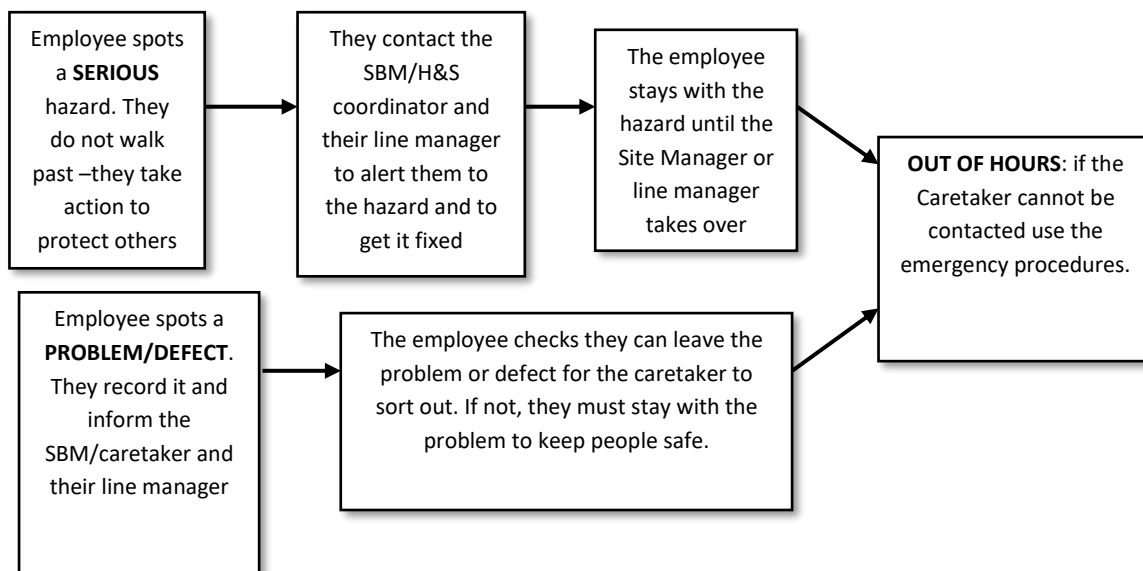 Employee spots
a SERIOUS
hazard. They
do not walk
past –they take
action to
protect others
They contact the
SBM/H&S
coordinator and
their line manager
to alert them to
the hazard and to
get it fixed
The employee
stays with the
hazard until the
Site Manager or
line manager
takes over
OUT OF HOURS: if the
Caretaker cannot be
contacted use the
emergency procedures.
Employee spots a
PROBLEM/DEFECT.
They record it and
inform the
SBM/caretaker and
their line manager
The employee checks they can leave the
problem or defect for the caretaker to
sort out. If not, they must stay with the
problem to keep people safe.